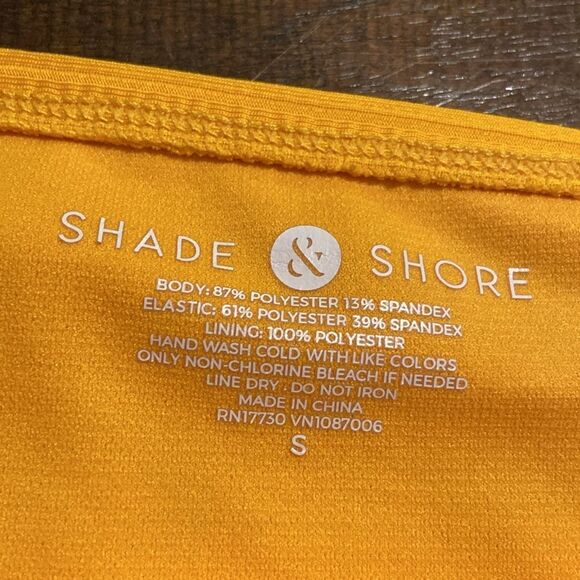 SHADE & SHORE
BODY: 87% POLYESTER 13% SPANDEX
ELASTIC: 61% POLYESTER 39% SPANDEX
LINING: 100% POLYESTER
HAND WASH COLD WITH LIKE COLORS
ONLY NON-CHLORINE BLEACH IF NEEDED
LINE DRY · DO NOT IRON
MADE IN CHINA
RN17730 VN1087006
S